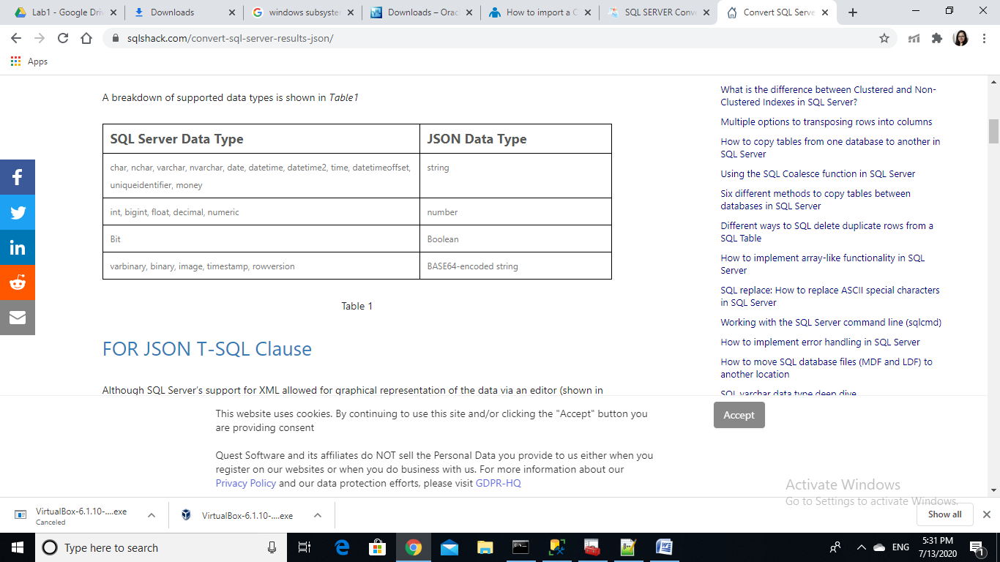 Lab1 - Google Driv
Downloads
windows subsyster
Downloads – Orac
How to import a C
SQL SERVER Conv
Convert SQL Serve
sqlshack.com/convert-sql-server-results-json/
Apps
A breakdown of supported data types is shown in Table1
SQL Server Data Type
JSON Data Type
char, nchar, varchar, nvarchar, date, datetime, datetime2, time, datetimeoffset,
uniqueidentifier, money
string
int, bigint, float, decimal, numeric
number
Bit
Boolean
varbinary, binary, image, timestamp, rowversion
BASE64-encoded string
Table 1
FOR JSON T-SQL Clause
Although SQL Server's support for XML allowed for graphical representation of the data via an editor (shown in
What is the difference between Clustered and Non-
Clustered Indexes in SQL Server?
Multiple options to transposing rows into columns
How to copy tables from one database to another in
SQL Server
Using the SQL Coalesce function in SQL Server
Six different methods to copy tables between
databases in SQL Server
Different ways to SQL delete duplicate rows from a
SQL Table
How to implement array-like functionality in SQL
Server
SQL replace: How to replace ASCII special characters
in SQL Server
Working with the SQL Server command line (sqlcmd)
How to implement error handling in SQL Server
How to move SQL database files (MDF and LDF) to
another location
SQL varchar data type deep dive
This website uses cookies. By continuing to use this site and/or clicking the "Accept" button you
are providing consent
Accept
Quest Software and its affiliates do NOT sell the Personal Data you provide to us either when you
register on our websites or when you do business with us. For more information about our
Privacy Policy and our data protection efforts, please visit GDPR-HQ
Activate Windows
Go to Settings to activate Windows.
VirtualBox-6.1.10-....exe
Canceled
VirtualBox-6.1.10-....exe
Show all
Type here to search
ENG
5:31 PM
7/13/2020
1